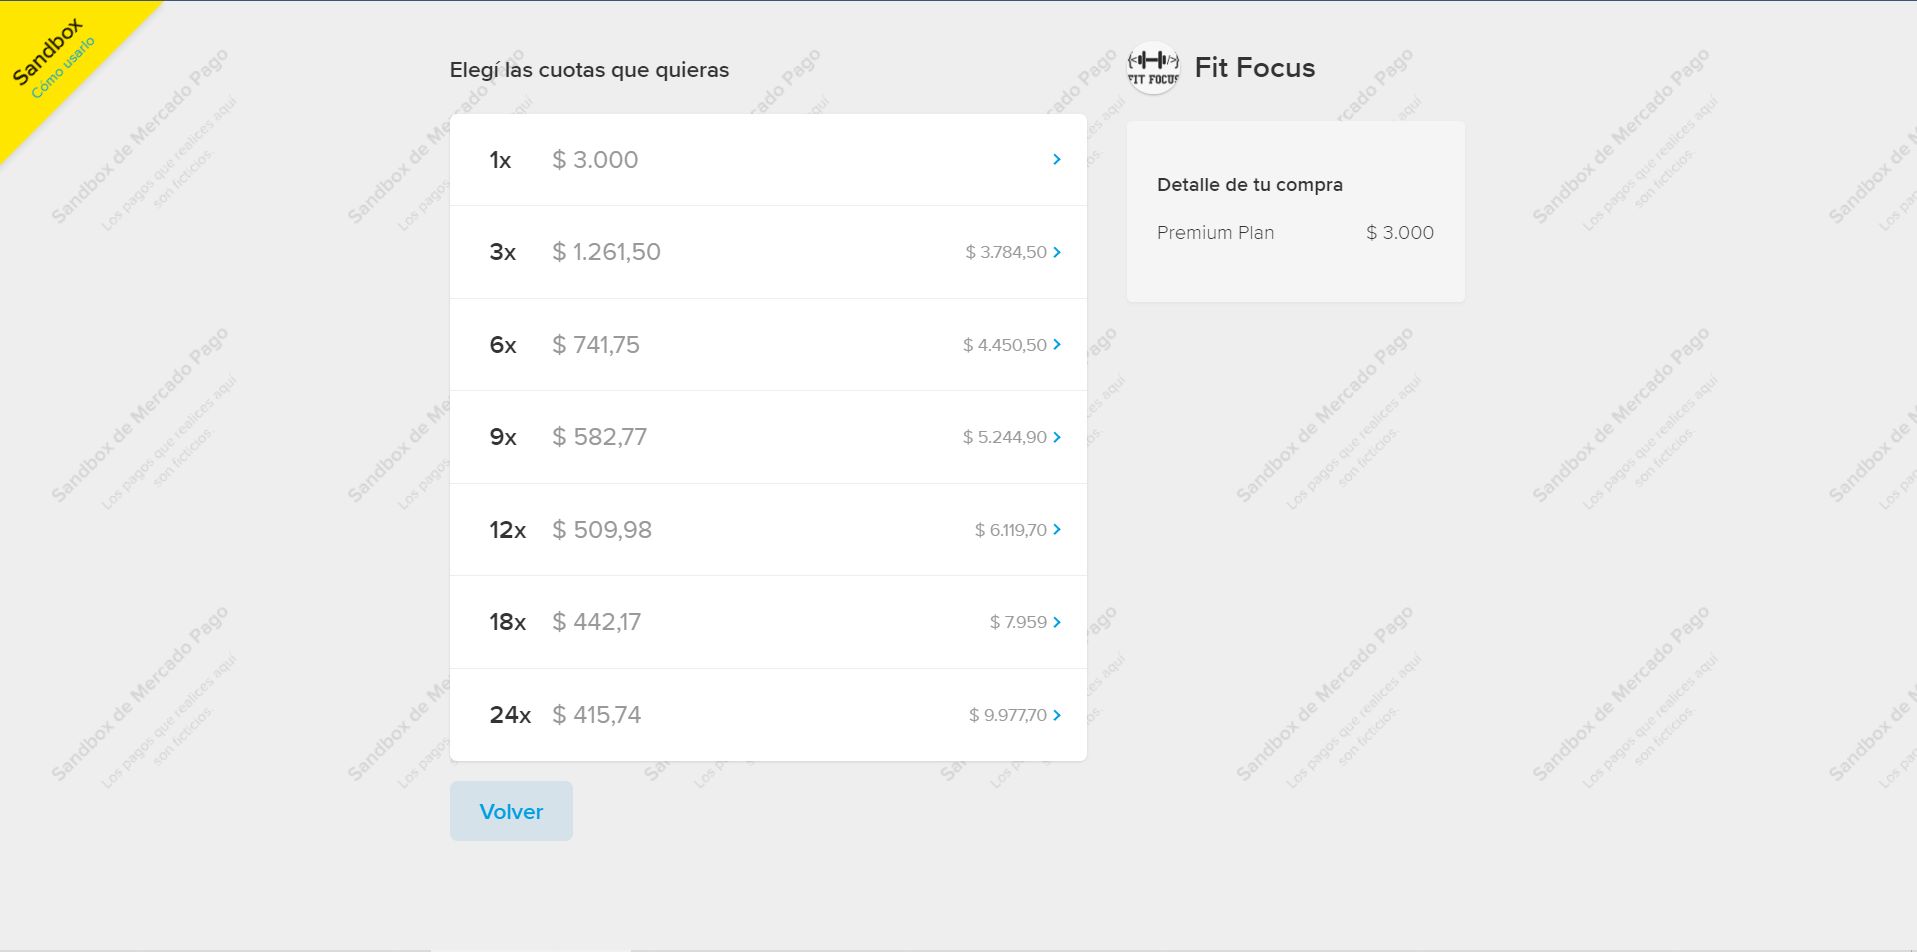 Sandbox
Cómo usarlo
Elegí las cuotas que quieras
1x $ 3.000
3x $ 1.261,50 $ 3.784,50
6x $ 741,75 $ 4.450,50
9x $ 582,77 $ 5.244,90
12x $ 509,98 $ 6.119,70
18x $ 442,17 $ 7.959
24x $ 415,74 $ 9.977,70
Volver
{</>}
FIT FOCUS
Fit Focus
Detalle de tu compra
Premium Plan $ 3.000
Sandbox de Mercado Pago
Los pagos que realices aquí
son ficticios.